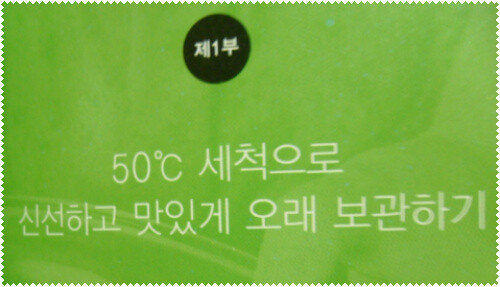 제1부
50℃ 세척으로
신선하고 맛있게 오래 보관하기